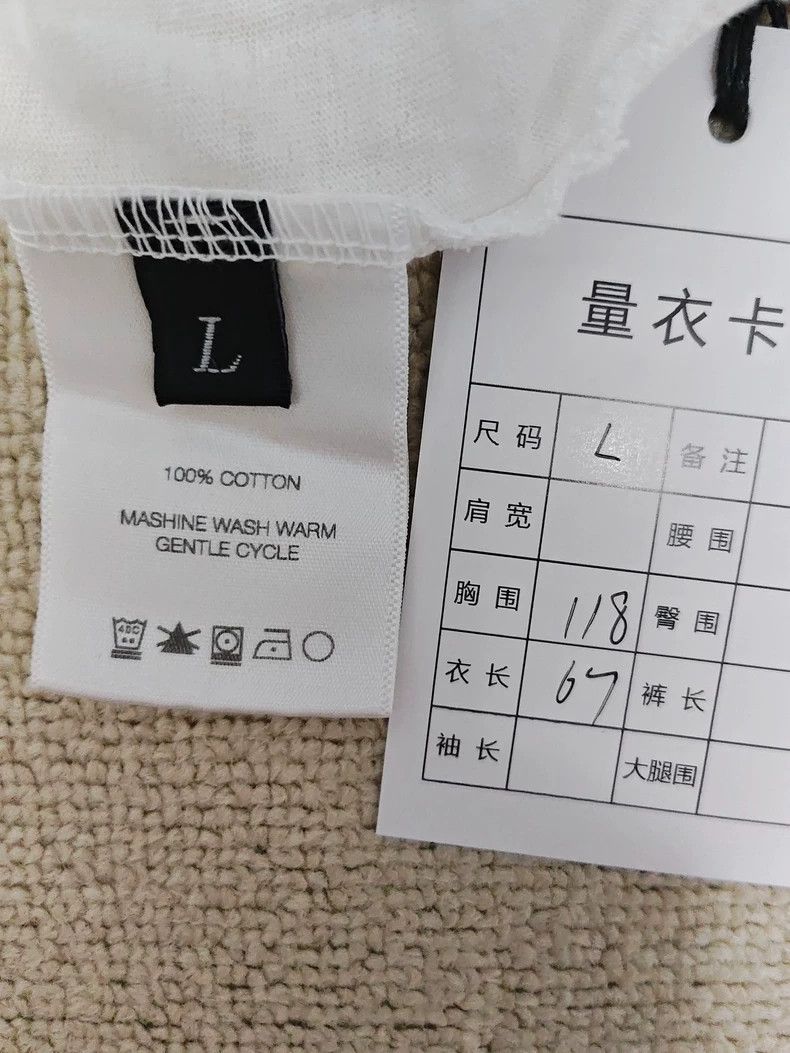 L
100% COTTON
MASHINE WASH WARM
GENTLE CYCLE
40C
量衣卡
尺码 L 备注
肩宽 腰围
胸围 118 臀围
衣长 67 裤长
袖长 大腿围